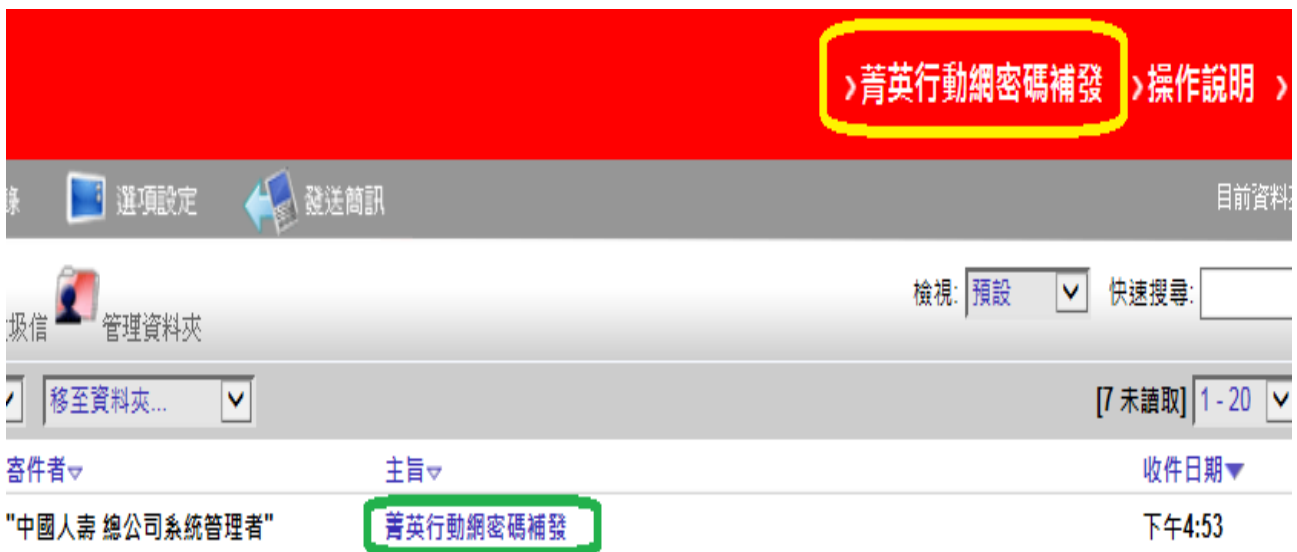 ›菁英行動網密碼補發 ›操作說明 ›
錄 選項設定 發送簡訊 目前資料
圾信 管理資料夾 檢視: 預設 快速搜尋:
移至資料夾... [7 未讀取] 1 - 20
寄件者 主旨 收件日期
"中國人壽 總公司系統管理者" 菁英行動網密碼補發 下午4:53